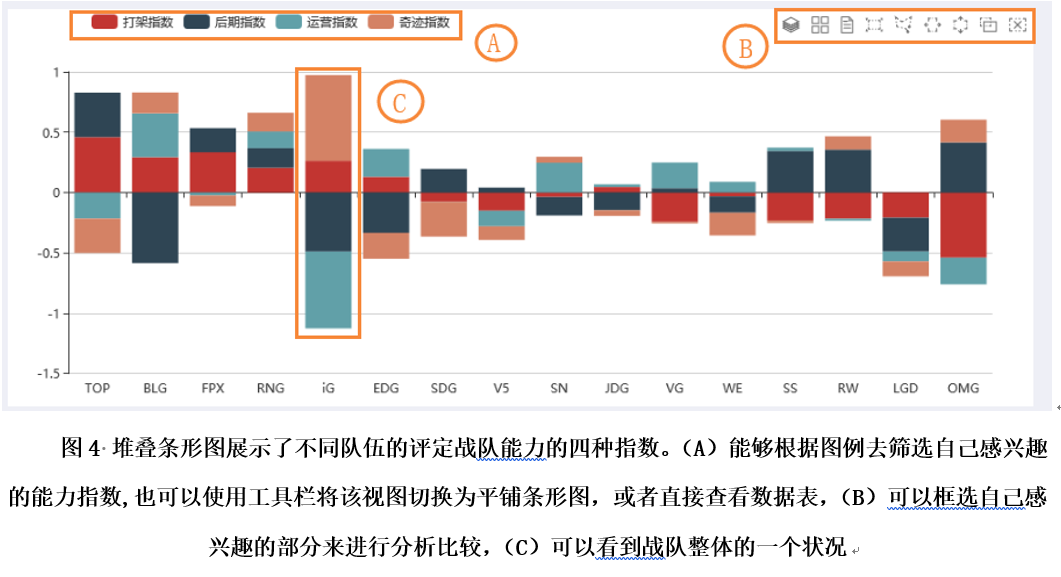 打架指数 后期指数 运营指数 奇迹指数
A
B
C
1
0.5
0
-0.5
-1
-1.5
TOP BLG FPX RNG iG EDG SDG V5 SN JDG VG WE SS RW LGD OMG
图 4 堆叠条形图展示了不同队伍的评定战队能力的四种指数。（A）能够根据图例去筛选自己感兴趣
的能力指数,也可以使用工具栏将该视图切换为平铺条形图，或者直接查看数据表，（B）可以框选自己感
兴趣的部分来进行分析比较，（C）可以看到战队整体的一个状况